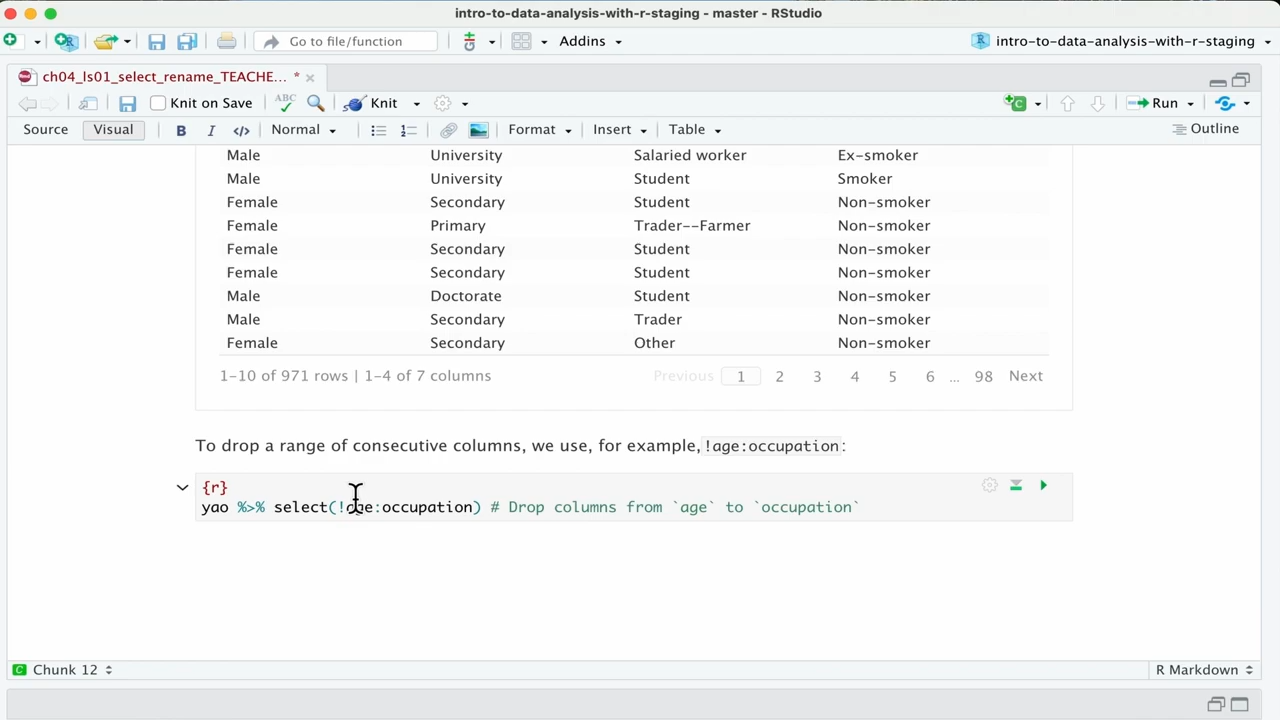 intro-to-data-analysis-with-r-staging - master - RStudio
Go to file/function
Addins
intro-to-data-analysis-with-r-staging
ch04_ls01_select_rename_TEACHE... *
Knit on Save
ABC
Knit
Run
Source Visual B I </> Normal Format Insert Table Outline
Male University Salaried worker Ex-smoker
Male University Student Smoker
Female Secondary Student Non-smoker
Female Primary Trader--Farmer Non-smoker
Female Secondary Student Non-smoker
Female Secondary Student Non-smoker
Male Doctorate Student Non-smoker
Male Secondary Trader Non-smoker
Female Secondary Other Non-smoker
1-10 of 971 rows | 1-4 of 7 columns Previous 1 2 3 4 5 6 ... 98 Next
To drop a range of consecutive columns, we use, for example, !age:occupation:
{r}
yao %>% select(!age:occupation) # Drop columns from `age` to `occupation`
Chunk 12
R Markdown